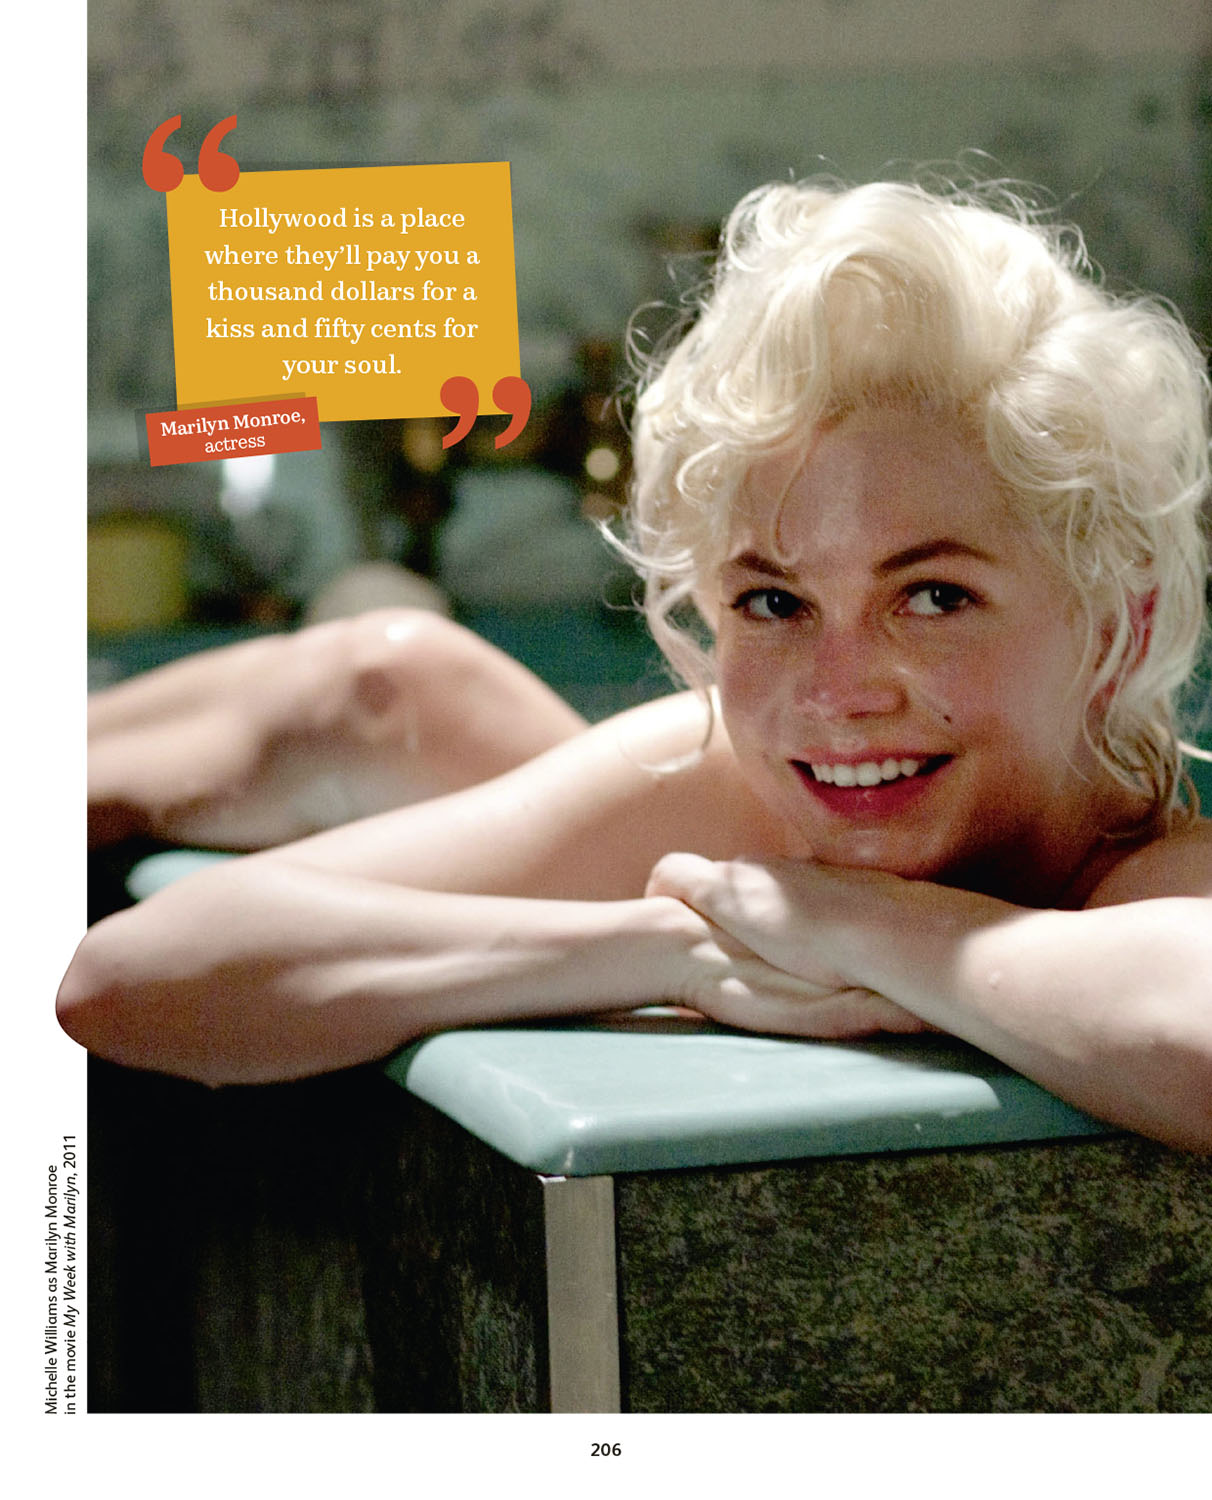 “
Hollywood is a place
where they’ll pay you a
thousand dollars for a
kiss and fifty cents for
your soul.
”
Marilyn Monroe,
actress
Michelle Williams as Marilyn Monroe
in the movie My Week with Marilyn, 2011
206